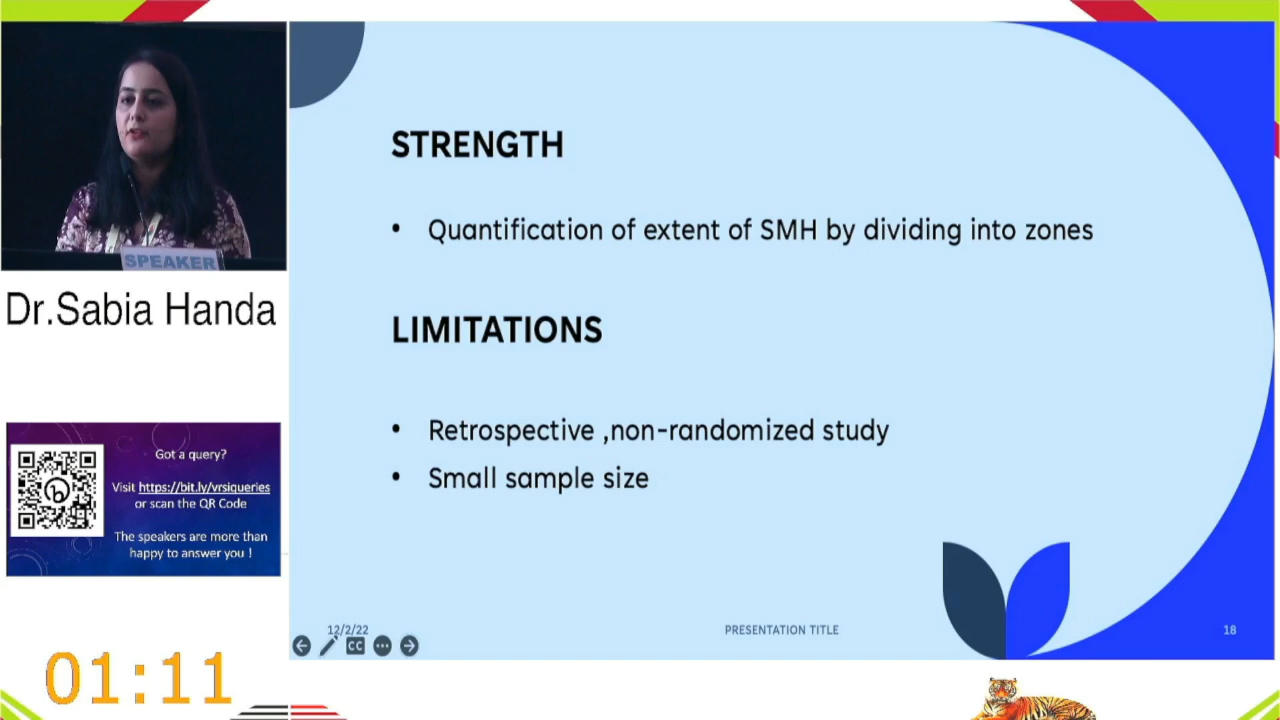 SPEAKER
Dr.Sabia Handa
Got a query?
Visit https://bit.ly/vrsiqueries
or scan the QR Code
The speakers are more than
happy to answer you !
01:11
STRENGTH
• Quantification of extent of SMH by dividing into zones
LIMITATIONS
• Retrospective ,non-randomized study
• Small sample size
12/2/22
CC
PRESENTATION TITLE
18